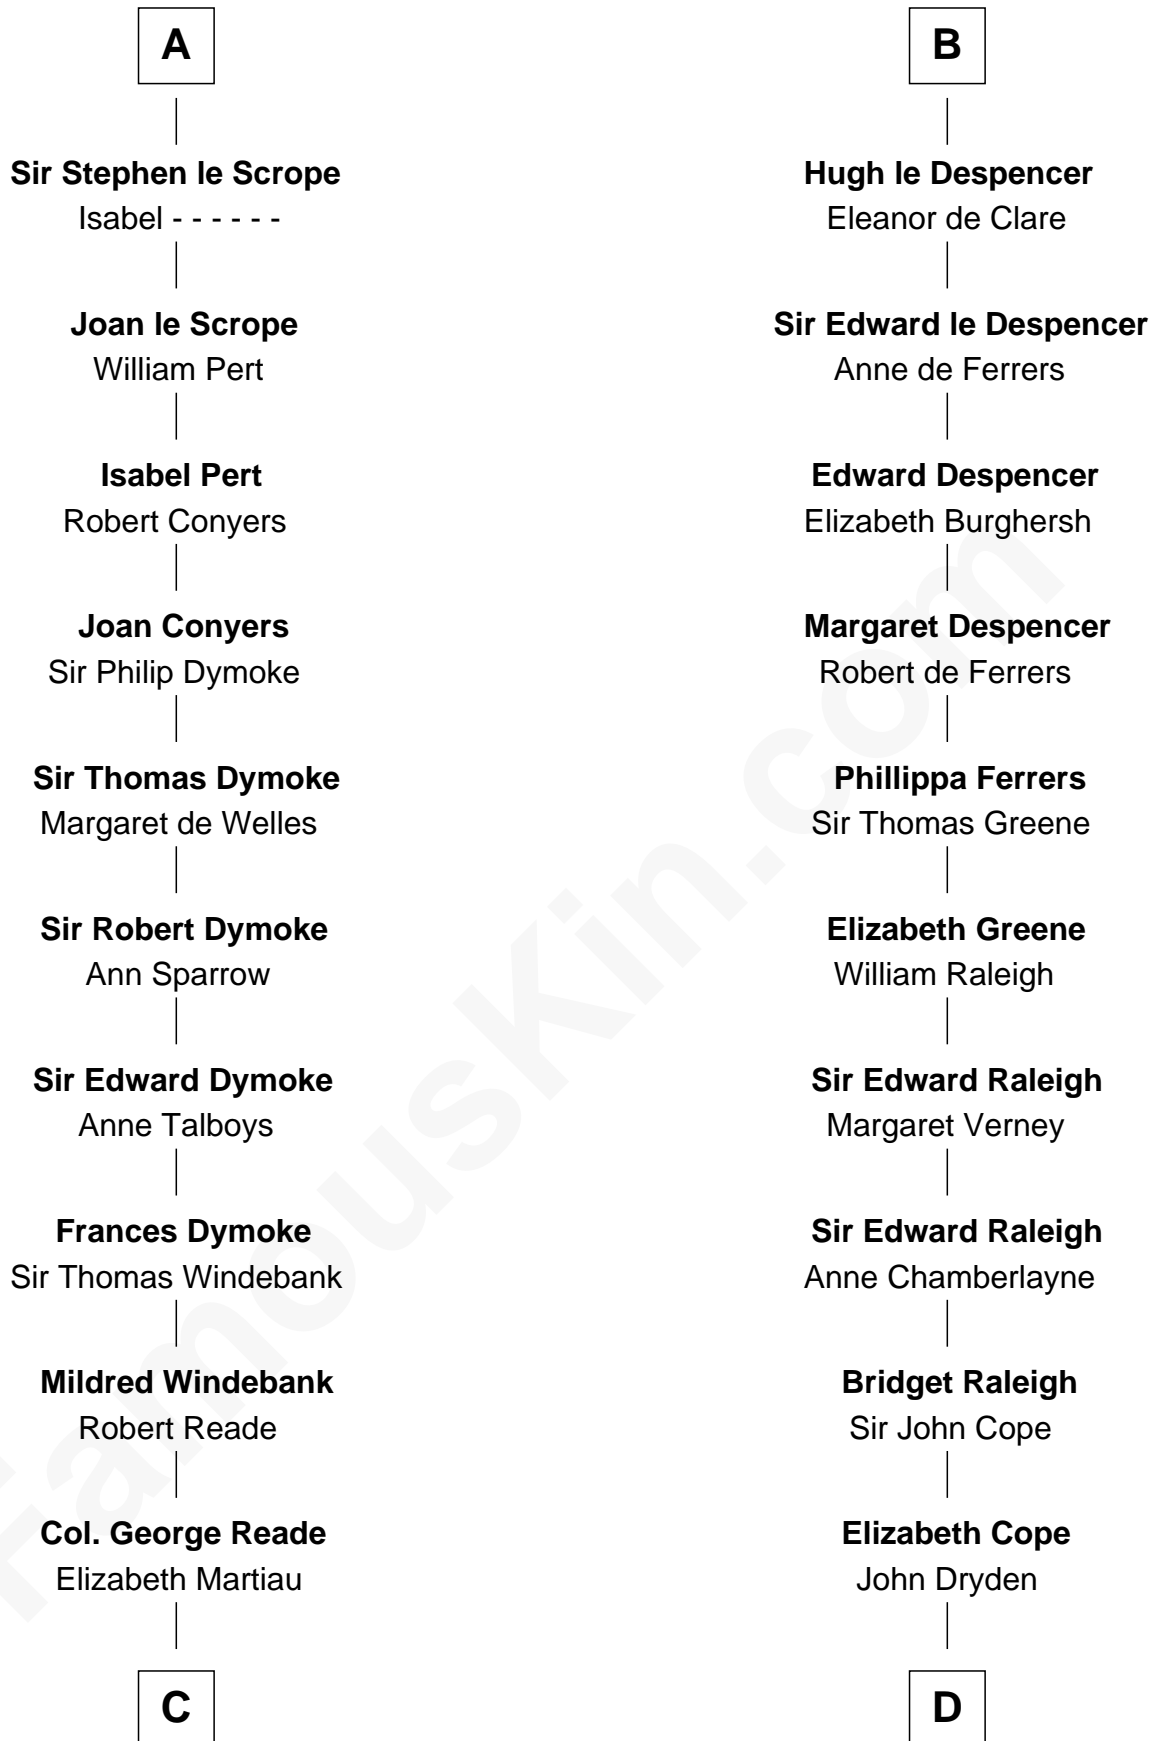 A
Sir Stephen le Scrope
Isabel - - - - - -
Joan le Scrope
William Pert
Isabel Pert
Robert Conyers
Joan Conyers
Sir Philip Dymoke
Sir Thomas Dymoke
Margaret de Welles
Sir Robert Dymoke
Ann Sparrow
Sir Edward Dymoke
Anne Talboys
Frances Dymoke
Sir Thomas Windebank
Mildred Windebank
Robert Reade
Col. George Reade
Elizabeth Martiau
C
B
Hugh le Despencer
Eleanor de Clare
Sir Edward le Despencer
Anne de Ferrers
Edward Despencer
Elizabeth Burghersh
Margaret Despencer
Robert de Ferrers
Phillippa Ferrers
Sir Thomas Greene
Elizabeth Greene
William Raleigh
Sir Edward Raleigh
Margaret Verney
Sir Edward Raleigh
Anne Chamberlayne
Bridget Raleigh
Sir John Cope
Elizabeth Cope
John Dryden
D
FamousKin.com